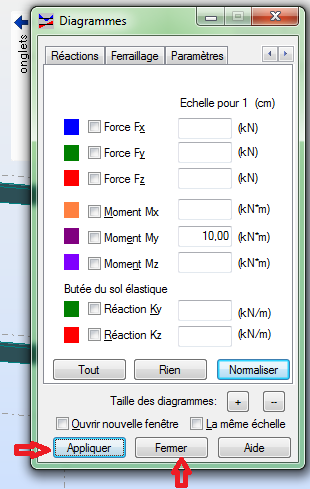 Diagrammes
onglets
Réactions Ferraillage Paramètres
Echelle pour 1 (cm)
Force Fx (kN)
Force Fy (kN)
Force Fz (kN)
Moment Mx (kN*m)
Moment My 10,00 (kN*m)
Moment Mz (kN*m)
Butée du sol élastique
Réaction Ky (kN/m)
Réaction Kz (kN/m)
Tout Rien Normaliser
Taille des diagrammes: + --
Ouvrir nouvelle fenêtre La même échelle
Appliquer Fermer Aide